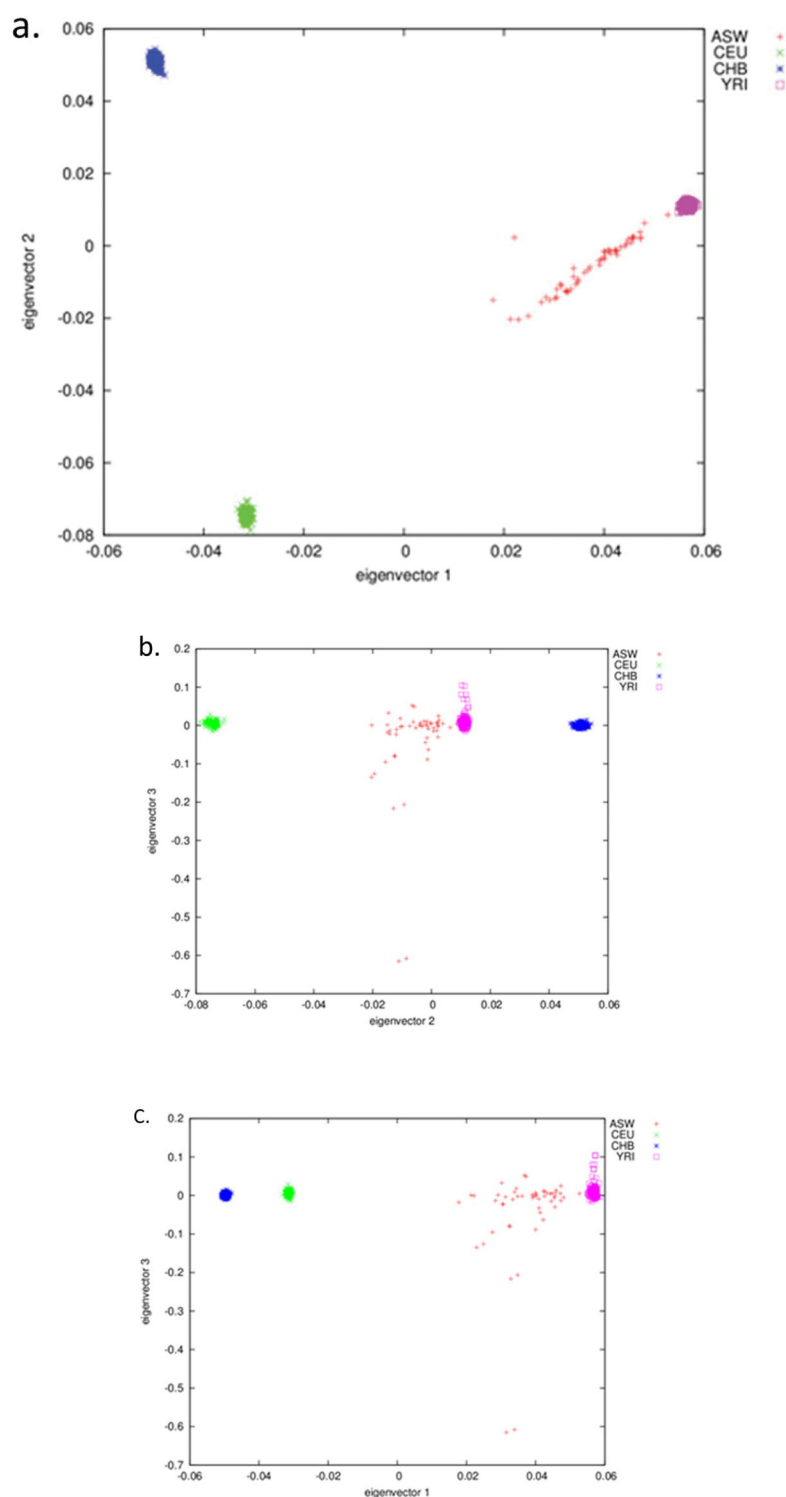 a.
0.06
0.04
0.02
0
-0.02
-0.04
-0.06
-0.08
eigenvector 2
-0.06 -0.04 -0.02 0 0.02 0.04 0.06
eigenvector 1
ASW
CEU
CHB
YRI
b.
0.2
0.1
0
-0.1
-0.2
-0.3
-0.4
-0.5
-0.6
-0.7
eigenvector 3
-0.08 -0.06 -0.04 -0.02 0 0.02 0.04 0.06
eigenvector 2
ASW
CEU
CHB
YRI
c.
0.2
0.1
0
-0.1
-0.2
-0.3
-0.4
-0.5
-0.6
-0.7
eigenvector 3
-0.06 -0.04 -0.02 0 0.02 0.04 0.06
eigenvector 1
ASW
CEU
CHB
YRI